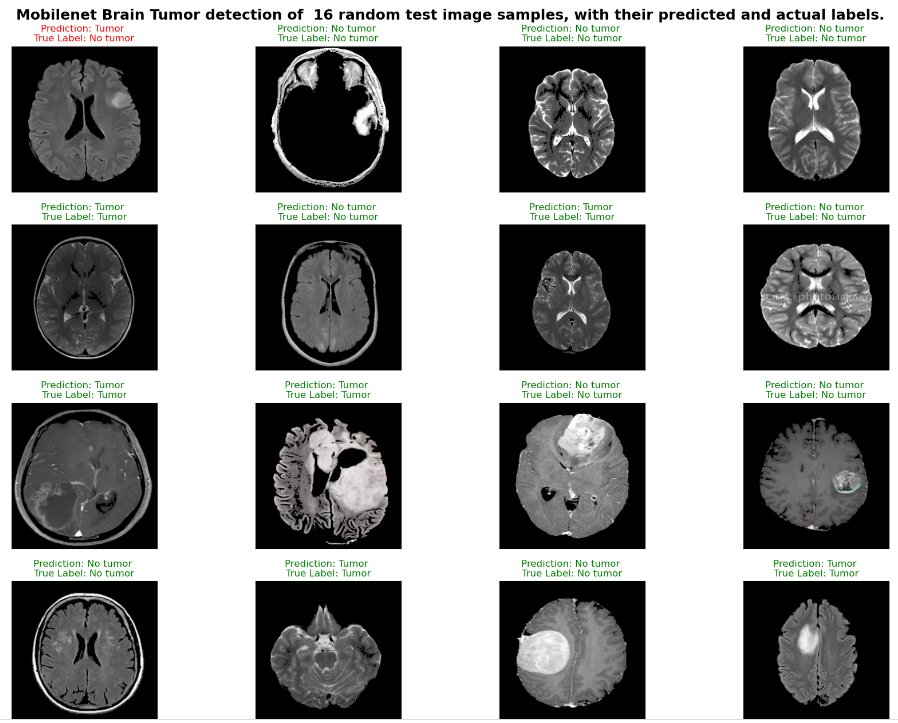 Mobilenet Brain Tumor detection of  16 random test image samples, with their predicted and actual labels.
Prediction: Tumor
True Label: No tumor
Prediction: No tumor
True Label: No tumor
Prediction: No tumor
True Label: No tumor
Prediction: No tumor
True Label: No tumor
Prediction: Tumor
True Label: Tumor
Prediction: No tumor
True Label: No tumor
Prediction: Tumor
True Label: Tumor
Prediction: No tumor
True Label: No tumor
Prediction: Tumor
True Label: Tumor
Prediction: Tumor
True Label: Tumor
Prediction: No tumor
True Label: No tumor
Prediction: No tumor
True Label: No tumor
Prediction: No tumor
True Label: No tumor
Prediction: Tumor
True Label: Tumor
Prediction: No tumor
True Label: No tumor
Prediction: Tumor
True Label: Tumor